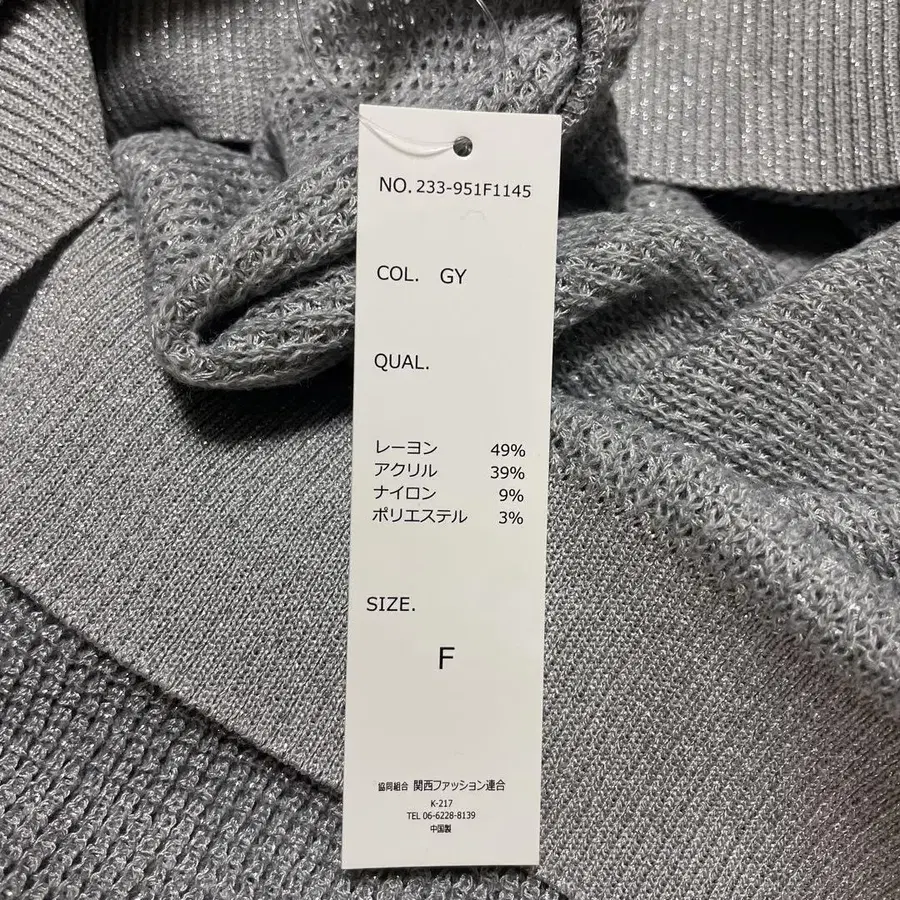 NO. 233-951F1145
COL. GY
QUAL.
レーヨン 49%
アクリル 39%
ナイロン 9%
ポリエステル 3%
SIZE.
F
協同組合 関西ファッション連合
K-217
TEL 06-6228-8139
中国製